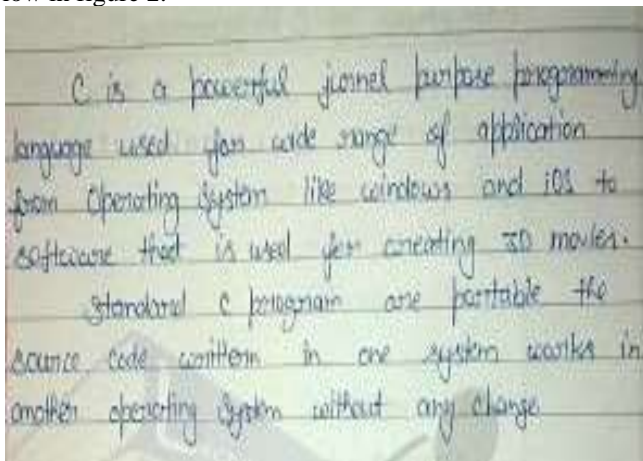 C is a powerful jornel purpose programming
language used for wide range of application
from Operating System like windows and iOS to
software that is used for creating 3D movies.
Standard C program are portable the
source code writtern in one system works in
another operating System without any change